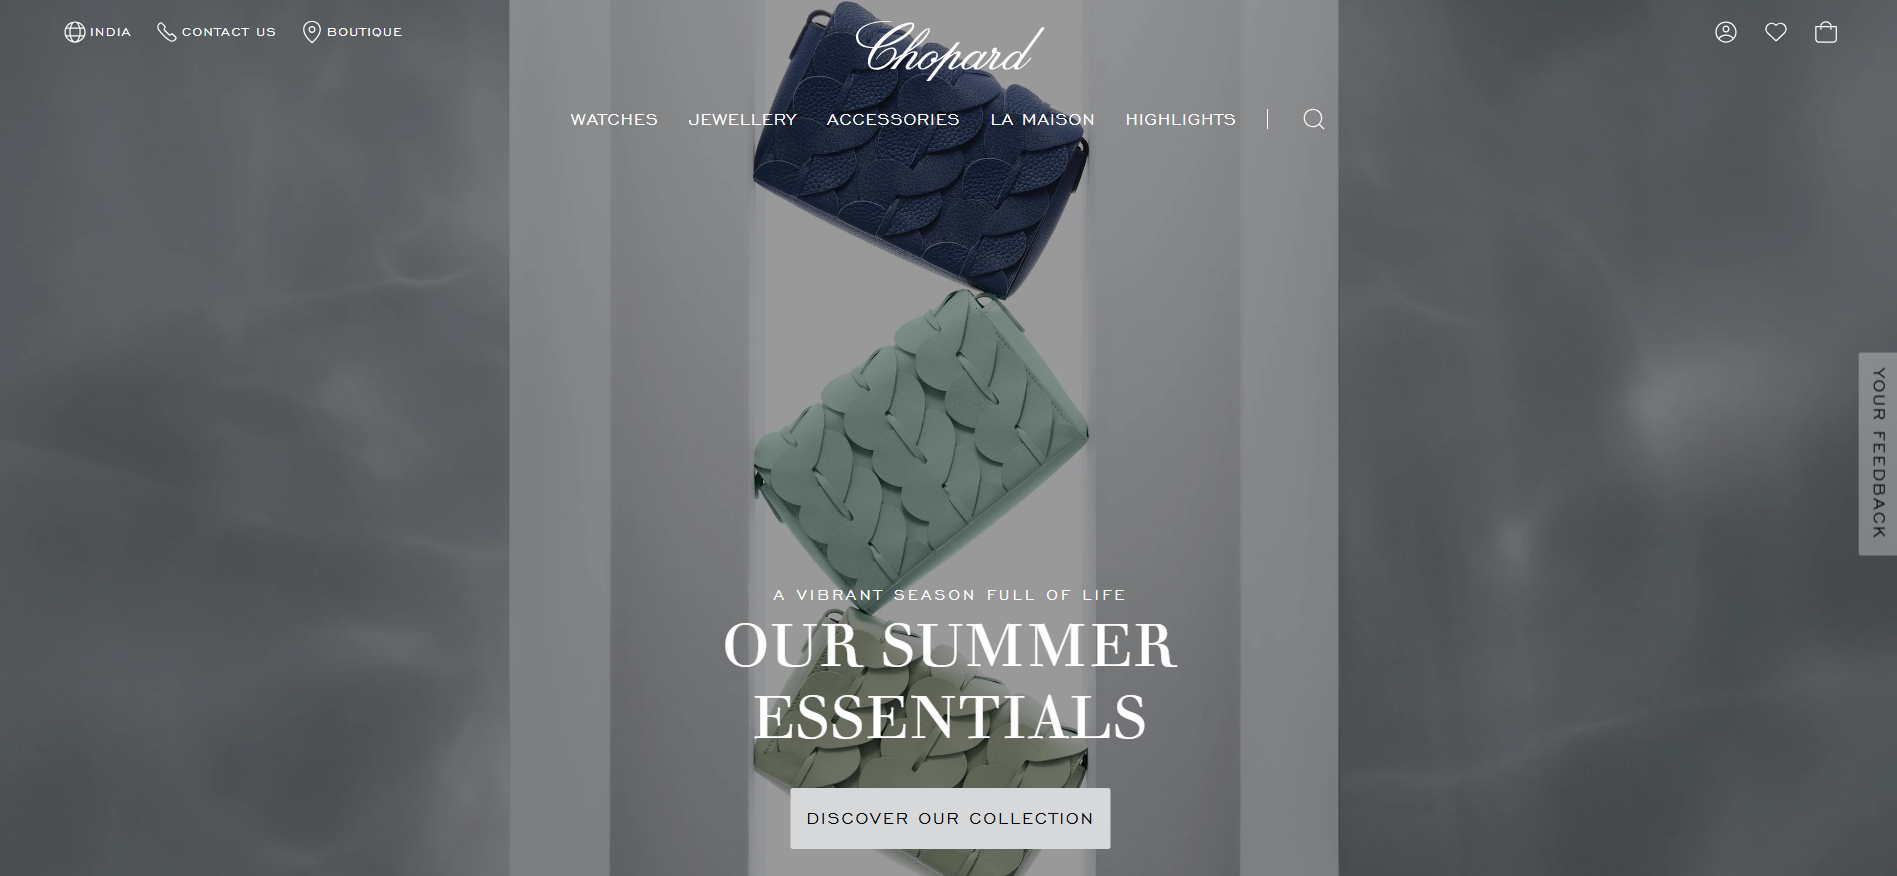 INDIA CONTACT US BOUTIQUE
Chopard
WATCHES JEWELLERY ACCESSORIES LA MAISON HIGHLIGHTS
YOUR FEEDBACK
A VIBRANT SEASON FULL OF LIFE
OUR SUMMER
ESSENTIALS
DISCOVER OUR COLLECTION